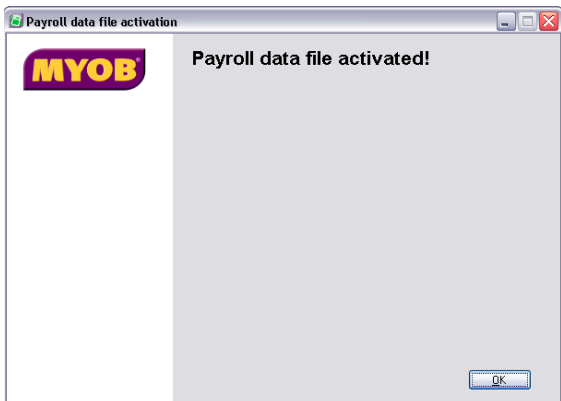 Payroll data file activation
MYOB
Payroll data file activated!
OK